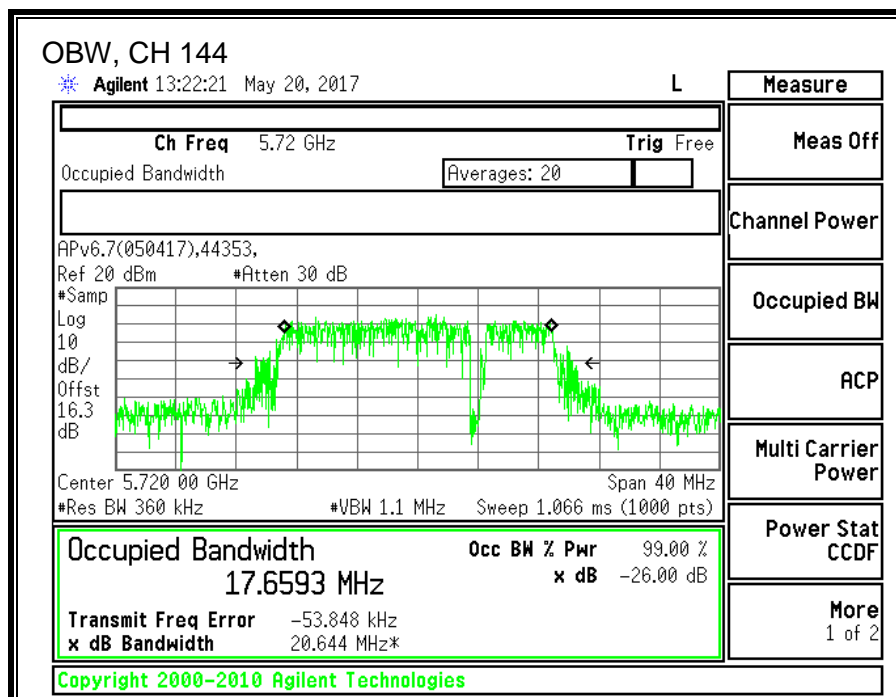 OBW, CH 144
Agilent 13:22:21 May 20, 2017 L
Measure
Ch Freq 5.72 GHz Trig Free
Meas Off
Occupied Bandwidth Averages: 20
Channel Power
APv6.7(050417),44353,
Ref 20 dBm #Atten 30 dB
#Samp
Log
10
dB/
Offst
16.3
dB
Occupied BW
ACP
Center 5.720 00 GHz Span 40 MHz
#Res BW 360 kHz #VBW 1.1 MHz Sweep 1.066 ms (1000 pts)
Multi Carrier
Power
Occupied Bandwidth Occ BW % Pwr 99.00 %
17.6593 MHz x dB -26.00 dB
Transmit Freq Error -53.848 kHz
x dB Bandwidth 20.644 MHz*
Power Stat
CCDF
More
1 of 2
Copyright 2000-2010 Agilent Technologies